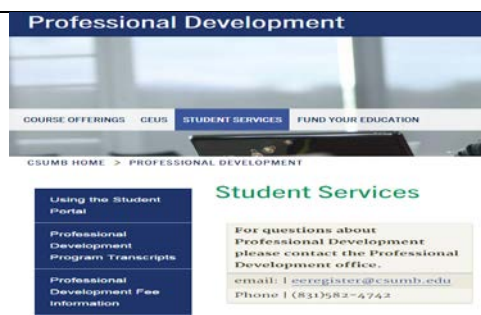 Professional Development
COURSE OFFERINGS CEUS STUDENT SERVICES FUND YOUR EDUCATION
CSUMB HOME > PROFESSIONAL DEVELOPMENT
Using the Student
Portal
Professional
Development
Program Transcripts
Professional
Development Fee
Information
Student Services
For questions about
Professional Development
please contact the Professional
Development office.
email: | eeregister@csumb.edu
Phone | (831)582-4742